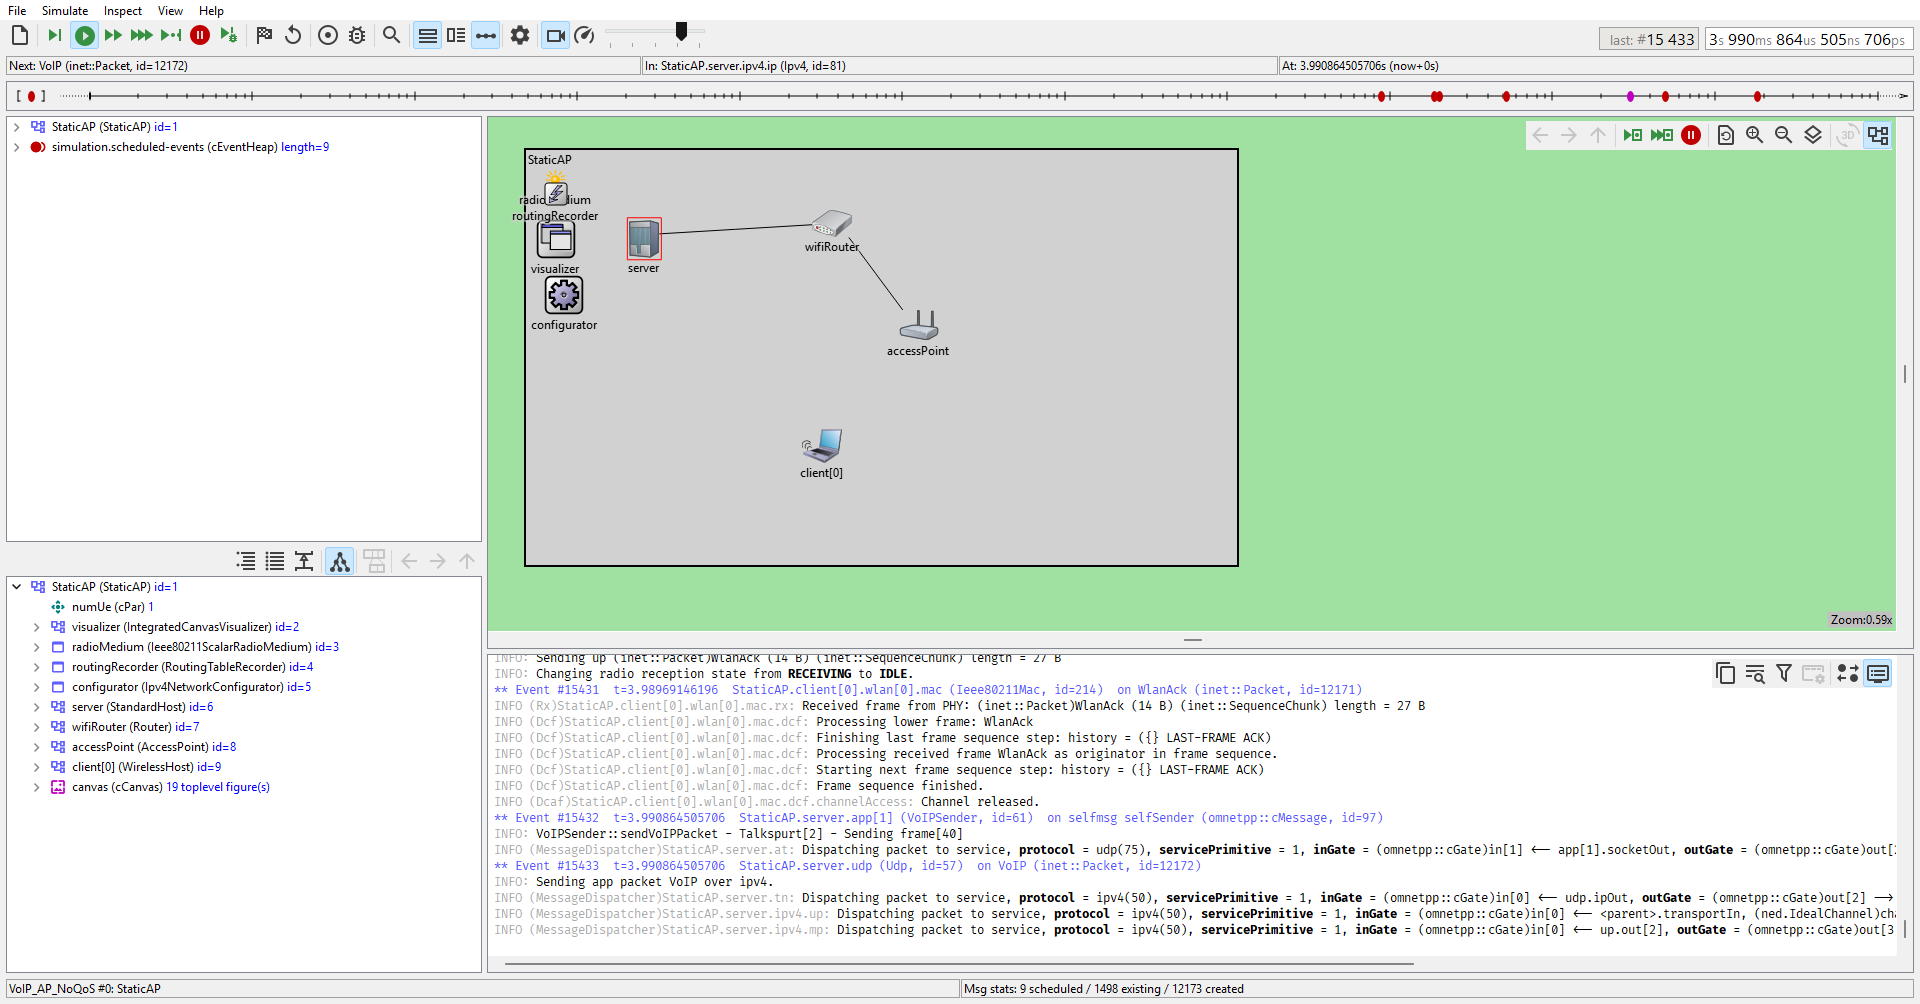 File Simulate Inspect View Help
last: #15 433 3s 990ms 864us 505ns 706ps
Next: VoIP (inet::Packet, id=12172) In: StaticAP.server.ipv4.ip (Ipv4, id=81) At: 3.990864505706s (now+0s)
StaticAP (StaticAP) id=1
simulation.scheduled-events (cEventHeap) length=9
3D
StaticAP
routingRecorder
visualizer
configurator
server
wifiRouter
accessPoint
client[0]
Zoom:0.59x
StaticAP (StaticAP) id=1
numUe (cPar) 1
visualizer (IntegratedCanvasVisualizer) id=2
radioMedium (Ieee80211ScalarRadioMedium) id=3
routingRecorder (RoutingTableRecorder) id=4
configurator (Ipv4NetworkConfigurator) id=5
server (StandardHost) id=6
wifiRouter (Router) id=7
accessPoint (AccessPoint) id=8
client[0] (WirelessHost) id=9
canvas (cCanvas) 19 toplevel figure(s)
INFO: Sending up (inet::Packet)WlanAck (14 B) (inet::SequenceChunk) length = 27 B
INFO: Changing radio reception state from RECEIVING to IDLE.
** Event #15431 t=3.98969146196 StaticAP.client[0].wlan[0].mac (Ieee80211Mac, id=214) on WlanAck (inet::Packet, id=12171)
INFO (Rx)StaticAP.client[0].wlan[0].mac.rx: Received frame from PHY: (inet::Packet)WlanAck (14 B) (inet::SequenceChunk) length = 27 B
INFO (Dcf)StaticAP.client[0].wlan[0].mac.dcf: Processing lower frame: WlanAck
INFO (Dcf)StaticAP.client[0].wlan[0].mac.dcf: Finishing last frame sequence step: history = ({} LAST-FRAME ACK)
INFO (Dcf)StaticAP.client[0].wlan[0].mac.dcf: Processing received frame WlanAck as originator in frame sequence.
INFO (Dcf)StaticAP.client[0].wlan[0].mac.dcf: Starting next frame sequence step: history = ({} LAST-FRAME ACK)
INFO (Dcf)StaticAP.client[0].wlan[0].mac.dcf: Frame sequence finished.
INFO (Dcaf)StaticAP.client[0].wlan[0].mac.dcf.channelAccess: Channel released.
** Event #15432 t=3.990864505706 StaticAP.server.app[1] (VoIPSender, id=61) on selfmsg selfSender (omnetpp::cMessage, id=97)
INFO: VoIPSender::sendVoIPPacket - Talkspurt[2] - Sending frame[40]
INFO (MessageDispatcher)StaticAP.server.at: Dispatching packet to service, protocol = udp(75), servicePrimitive = 1, inGate = (omnetpp::cGate)in[1] <-- app[1].socketOut, outGate = (omnetpp::cGate)out[
** Event #15433 t=3.990864505706 StaticAP.server.udp (Udp, id=57) on VoIP (inet::Packet, id=12172)
INFO: Sending app packet VoIP over ipv4.
INFO (MessageDispatcher)StaticAP.server.tn: Dispatching packet to service, protocol = ipv4(50), servicePrimitive = 1, inGate = (omnetpp::cGate)in[0] <-- udp.ipOut, outGate = (omnetpp::cGate)out[2] -->
INFO (MessageDispatcher)StaticAP.server.ipv4.up: Dispatching packet to service, protocol = ipv4(50), servicePrimitive = 1, inGate = (omnetpp::cGate)in[0] <-- <parent>.transportIn, (ned.IdealChannel)ch
INFO (MessageDispatcher)StaticAP.server.ipv4.mp: Dispatching packet to service, protocol = ipv4(50), servicePrimitive = 1, inGate = (omnetpp::cGate)in[0] <-- up.out[2], outGate = (omnetpp::cGate)out[3
VoIP_AP_NoQoS #0: StaticAP Msg stats: 9 scheduled / 1498 existing / 12173 created